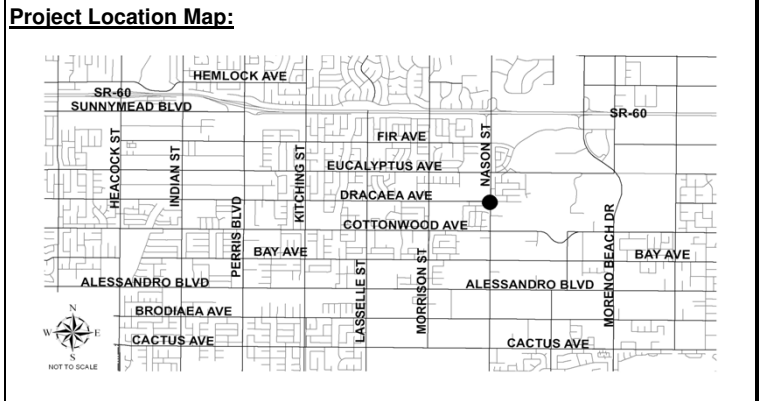 Project Location Map:
HEMLOCK AVE
SR-60
SUNNYMEAD BLVD
SR-60
FIR AVE
HEACOCK ST
INDIAN ST
KITCHING ST
NASON ST
EUCALYPTUS AVE
DRACAEA AVE
PERRIS BLVD
COTTONWOOD AVE
MORENO BEACH DR
BAY AVE
BAY AVE
LASSELLE ST
MORRISON ST
ALESSANDRO BLVD
ALESSANDRO BLVD
BRODIAEA AVE
N
W
E
S
CACTUS AVE
CACTUS AVE
NOT TO SCALE